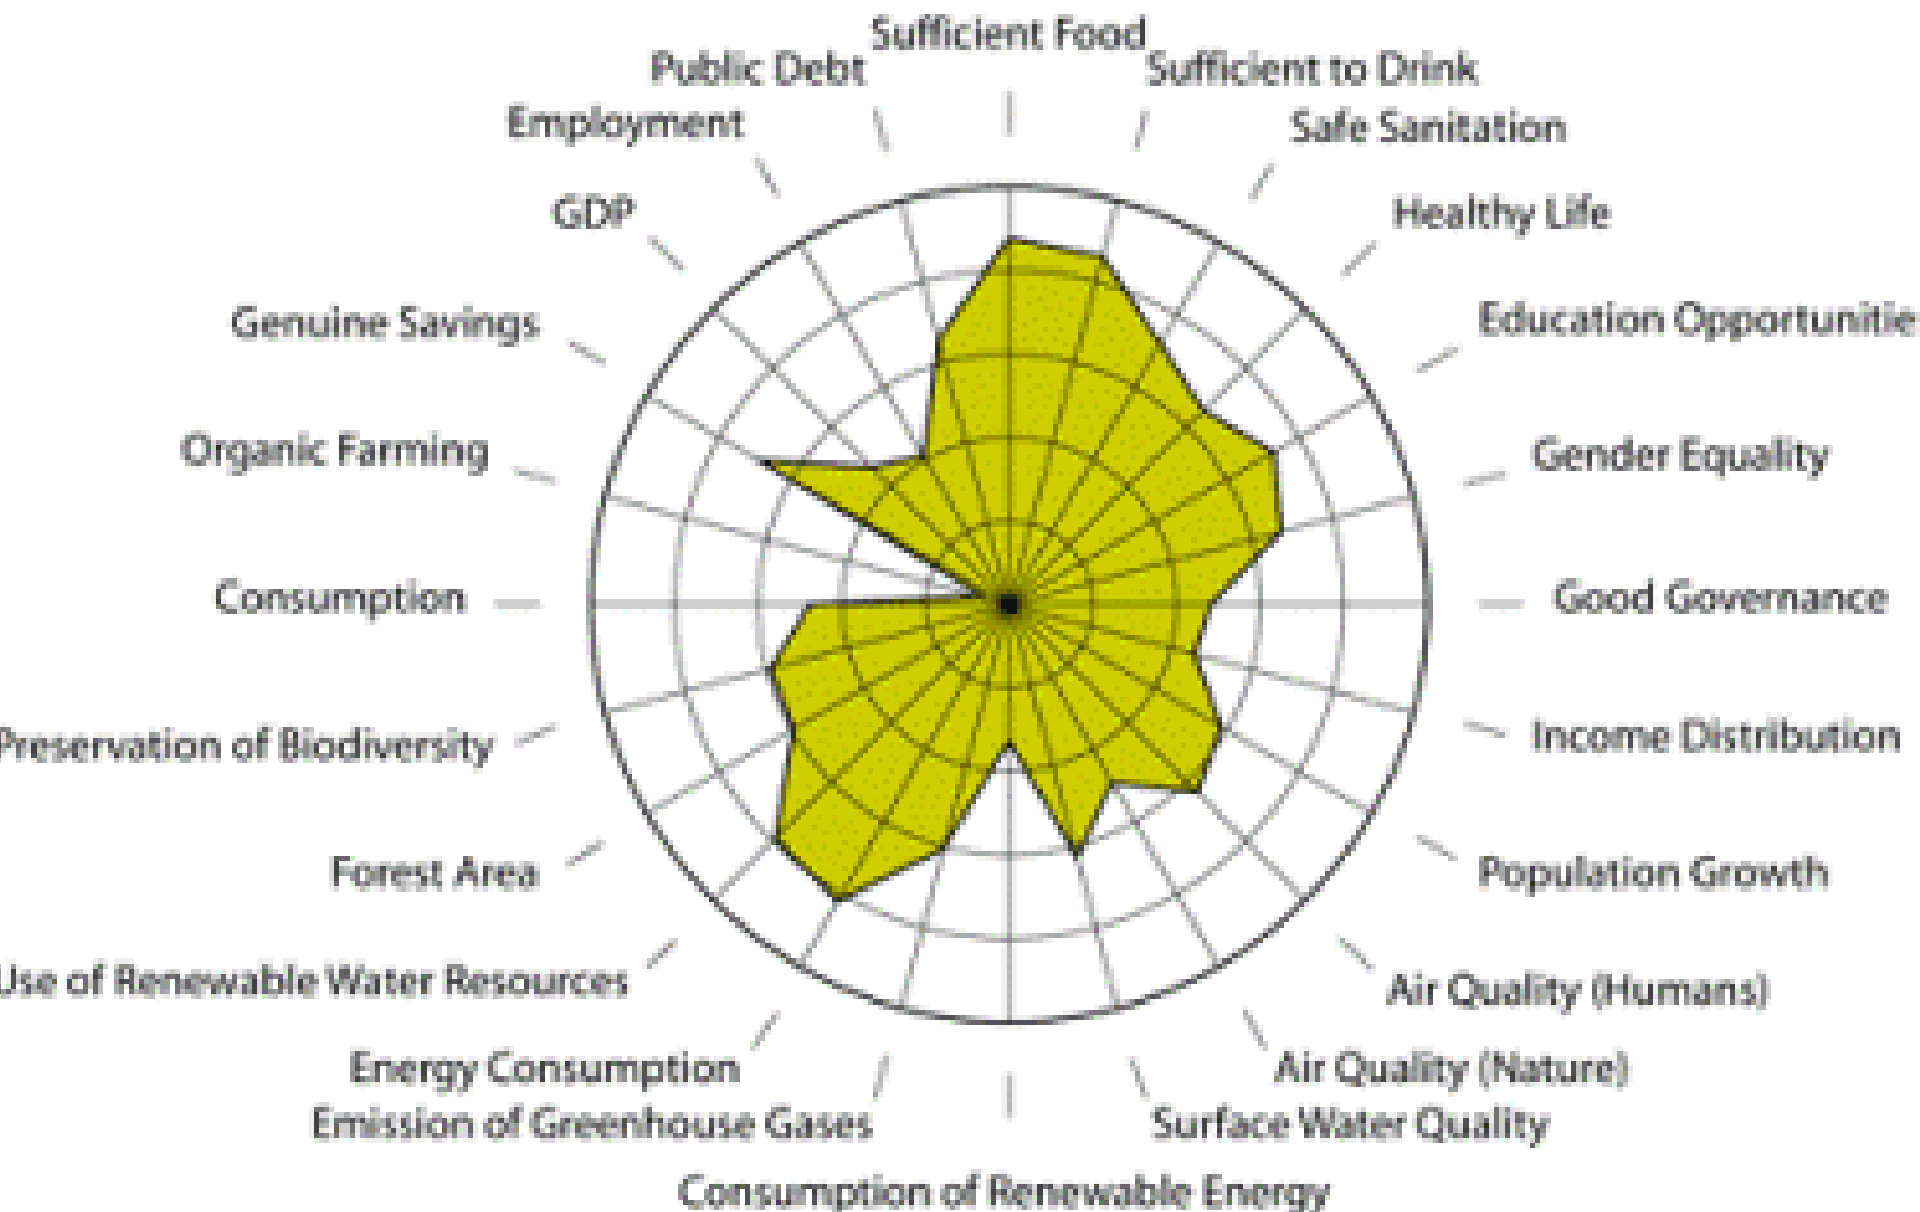 Sufficient Food
Public Debt
Sufficient to Drink
Employment
Safe Sanitation
GDP
Healthy Life
Genuine Savings
Education Opportunitie
Organic Farming
Gender Equality
Consumption
Good Governance
Preservation of Biodiversity
Income Distribution
Forest Area
Population Growth
Use of Renewable Water Resources
Air Quality (Humans)
Energy Consumption
Air Quality (Nature)
Emission of Greenhouse Gases
Surface Water Quality
Consumption of Renewable Energy